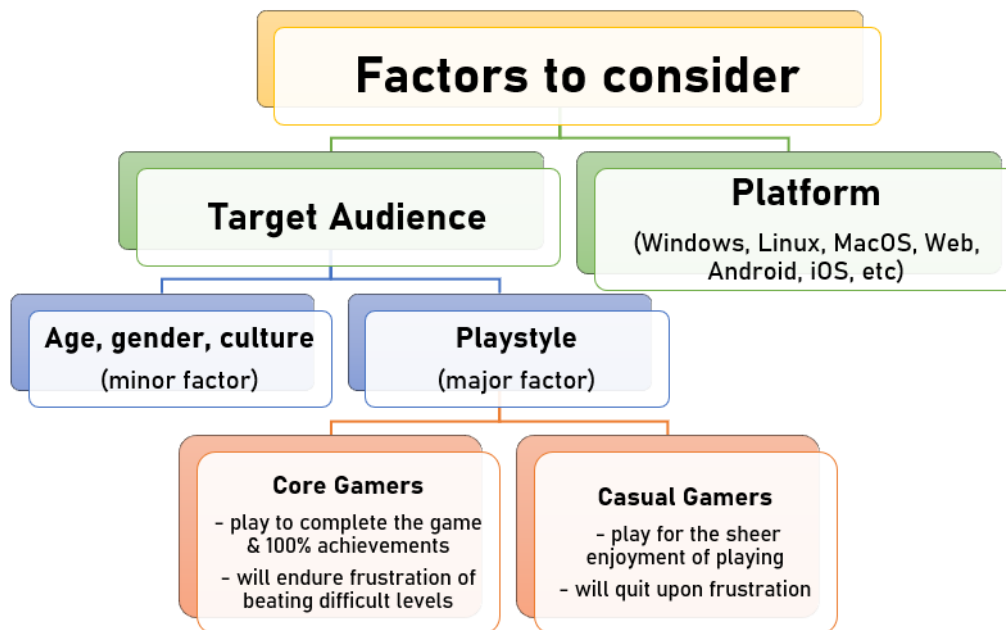 Factors to consider
Target Audience
Platform
(Windows, Linux, MacOS, Web,
Android, iOS, etc)
Age, gender, culture
(minor factor)
Playstyle
(major factor)
Core Gamers
- play to complete the game
& 100% achievements
- will endure frustration of
beating difficult levels
Casual Gamers
- play for the sheer
enjoyment of playing
- will quit upon frustration